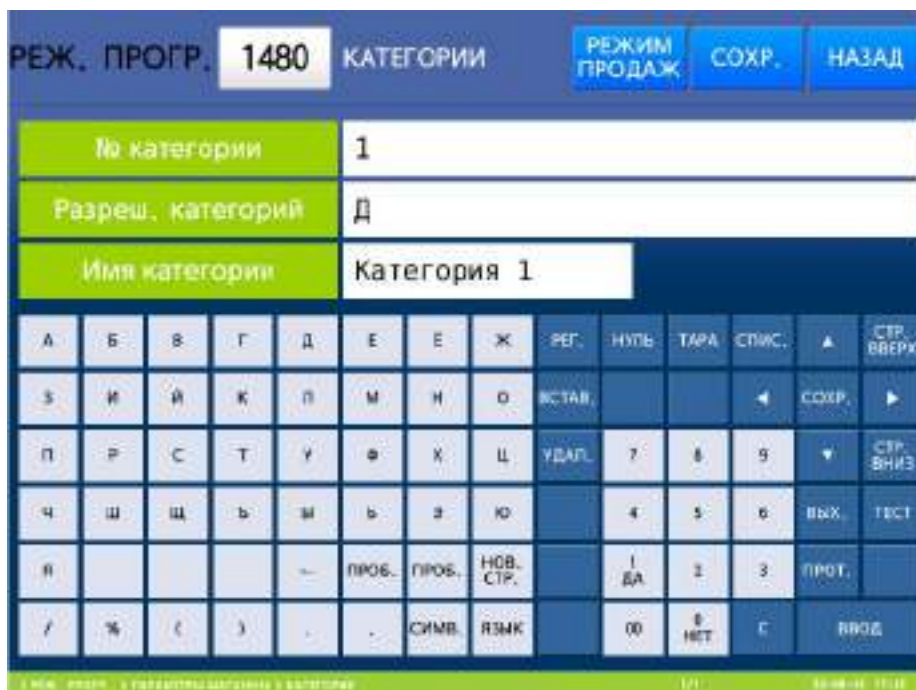 РЕЖ. ПРОГР. 1480 КАТЕГОРИИ РЕЖИМ ПРОДАЖ СОХР. НАЗАД
№ категории 1
Разреш. категорий Д
Имя категории Категория 1
А Б В Г Д Е Ё Ж РЕГ. НУЛЬ ТАРА СПИС. ▲ СТР. ВВЕРХ
З И Й К Л М Н О ВСТАВ. ◀ СОХР. ▶
П Р С Т У Ф Х Ц УДАЛ. 7 8 9 ▼ СТР. ВНИЗ
Ч Ш Щ Ъ Ы Ь Э Ю 4 5 6 ВЫХ. ТЕСТ
Я ← ПРОБ. ПРОБ. НОВ. СТР. 1 ДА 2 3 ПРОТ.
/ % ( ) , . СИМВ. ЯЗЫК 00 0 НЕТ С ВВОД
1/1